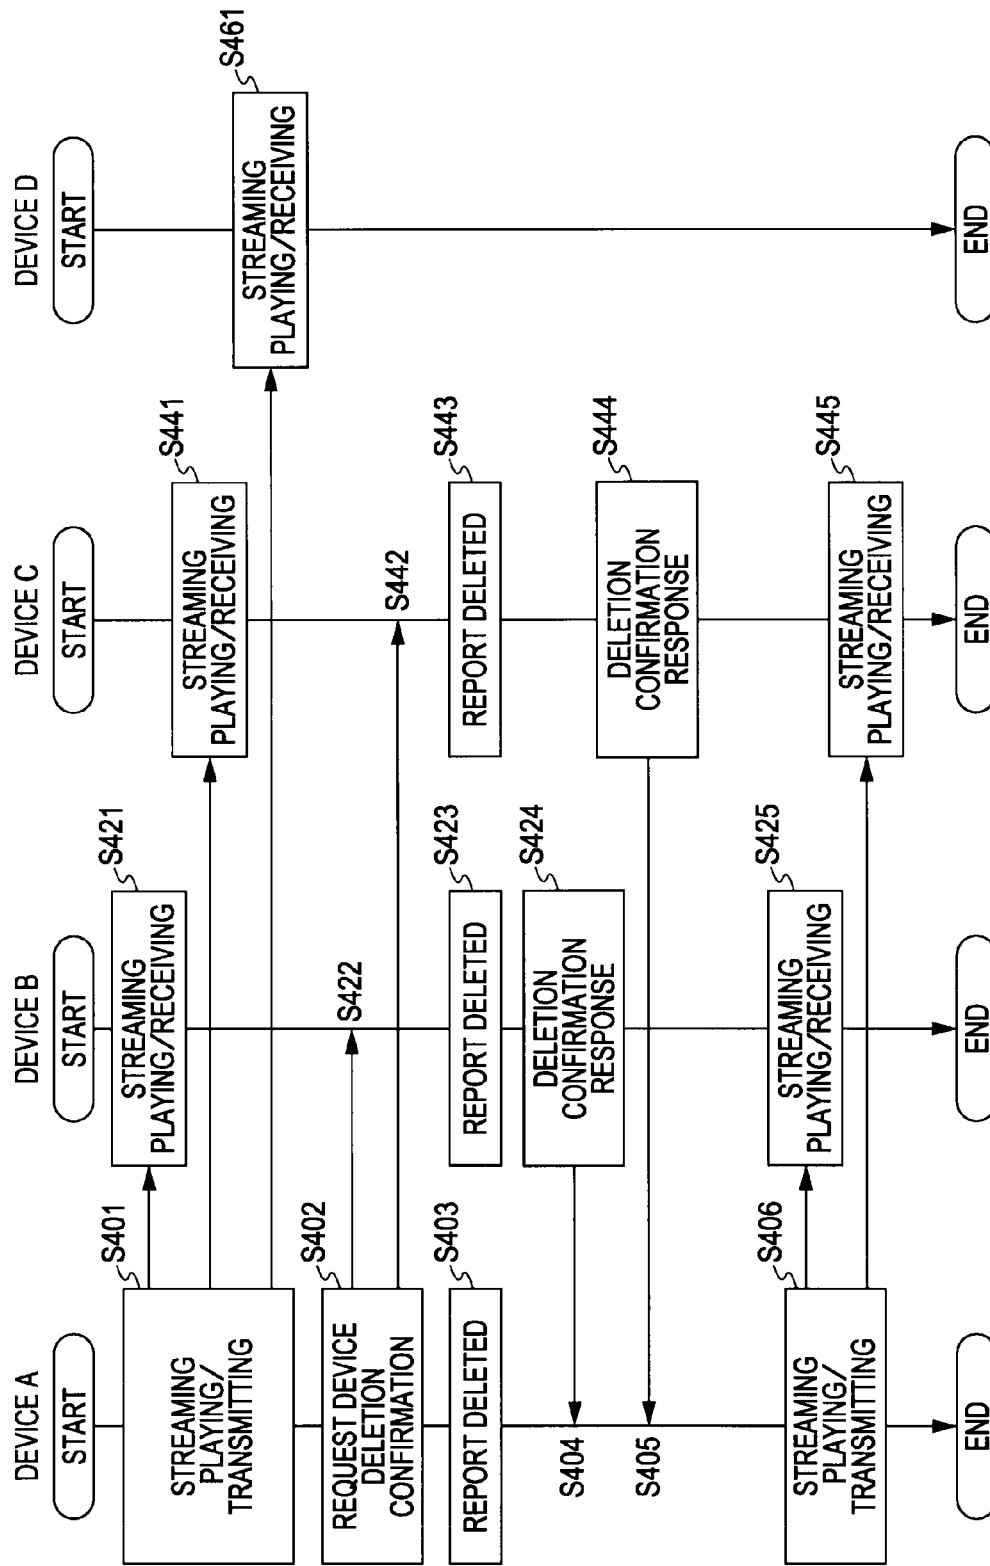 DEVICE A
START
S401
STREAMING
PLAYING/
TRANSMITTING
S402
REQUEST DEVICE
DELETION
CONFIRMATION
S403
REPORT DELETED
S404
S405
S406
STREAMING
PLAYING/
TRANSMITTING
END
DEVICE B
START
S421
STREAMING
PLAYING/RECEIVING
S422
S423
REPORT DELETED
S424
DELETION
CONFIRMATION
RESPONSE
S425
STREAMING
PLAYING/RECEIVING
END
DEVICE C
START
S441
STREAMING
PLAYING/RECEIVING
S442
S443
REPORT DELETED
S444
DELETION
CONFIRMATION
RESPONSE
S445
STREAMING
PLAYING/RECEIVING
END
DEVICE D
START
S461
STREAMING
PLAYING/RECEIVING
END